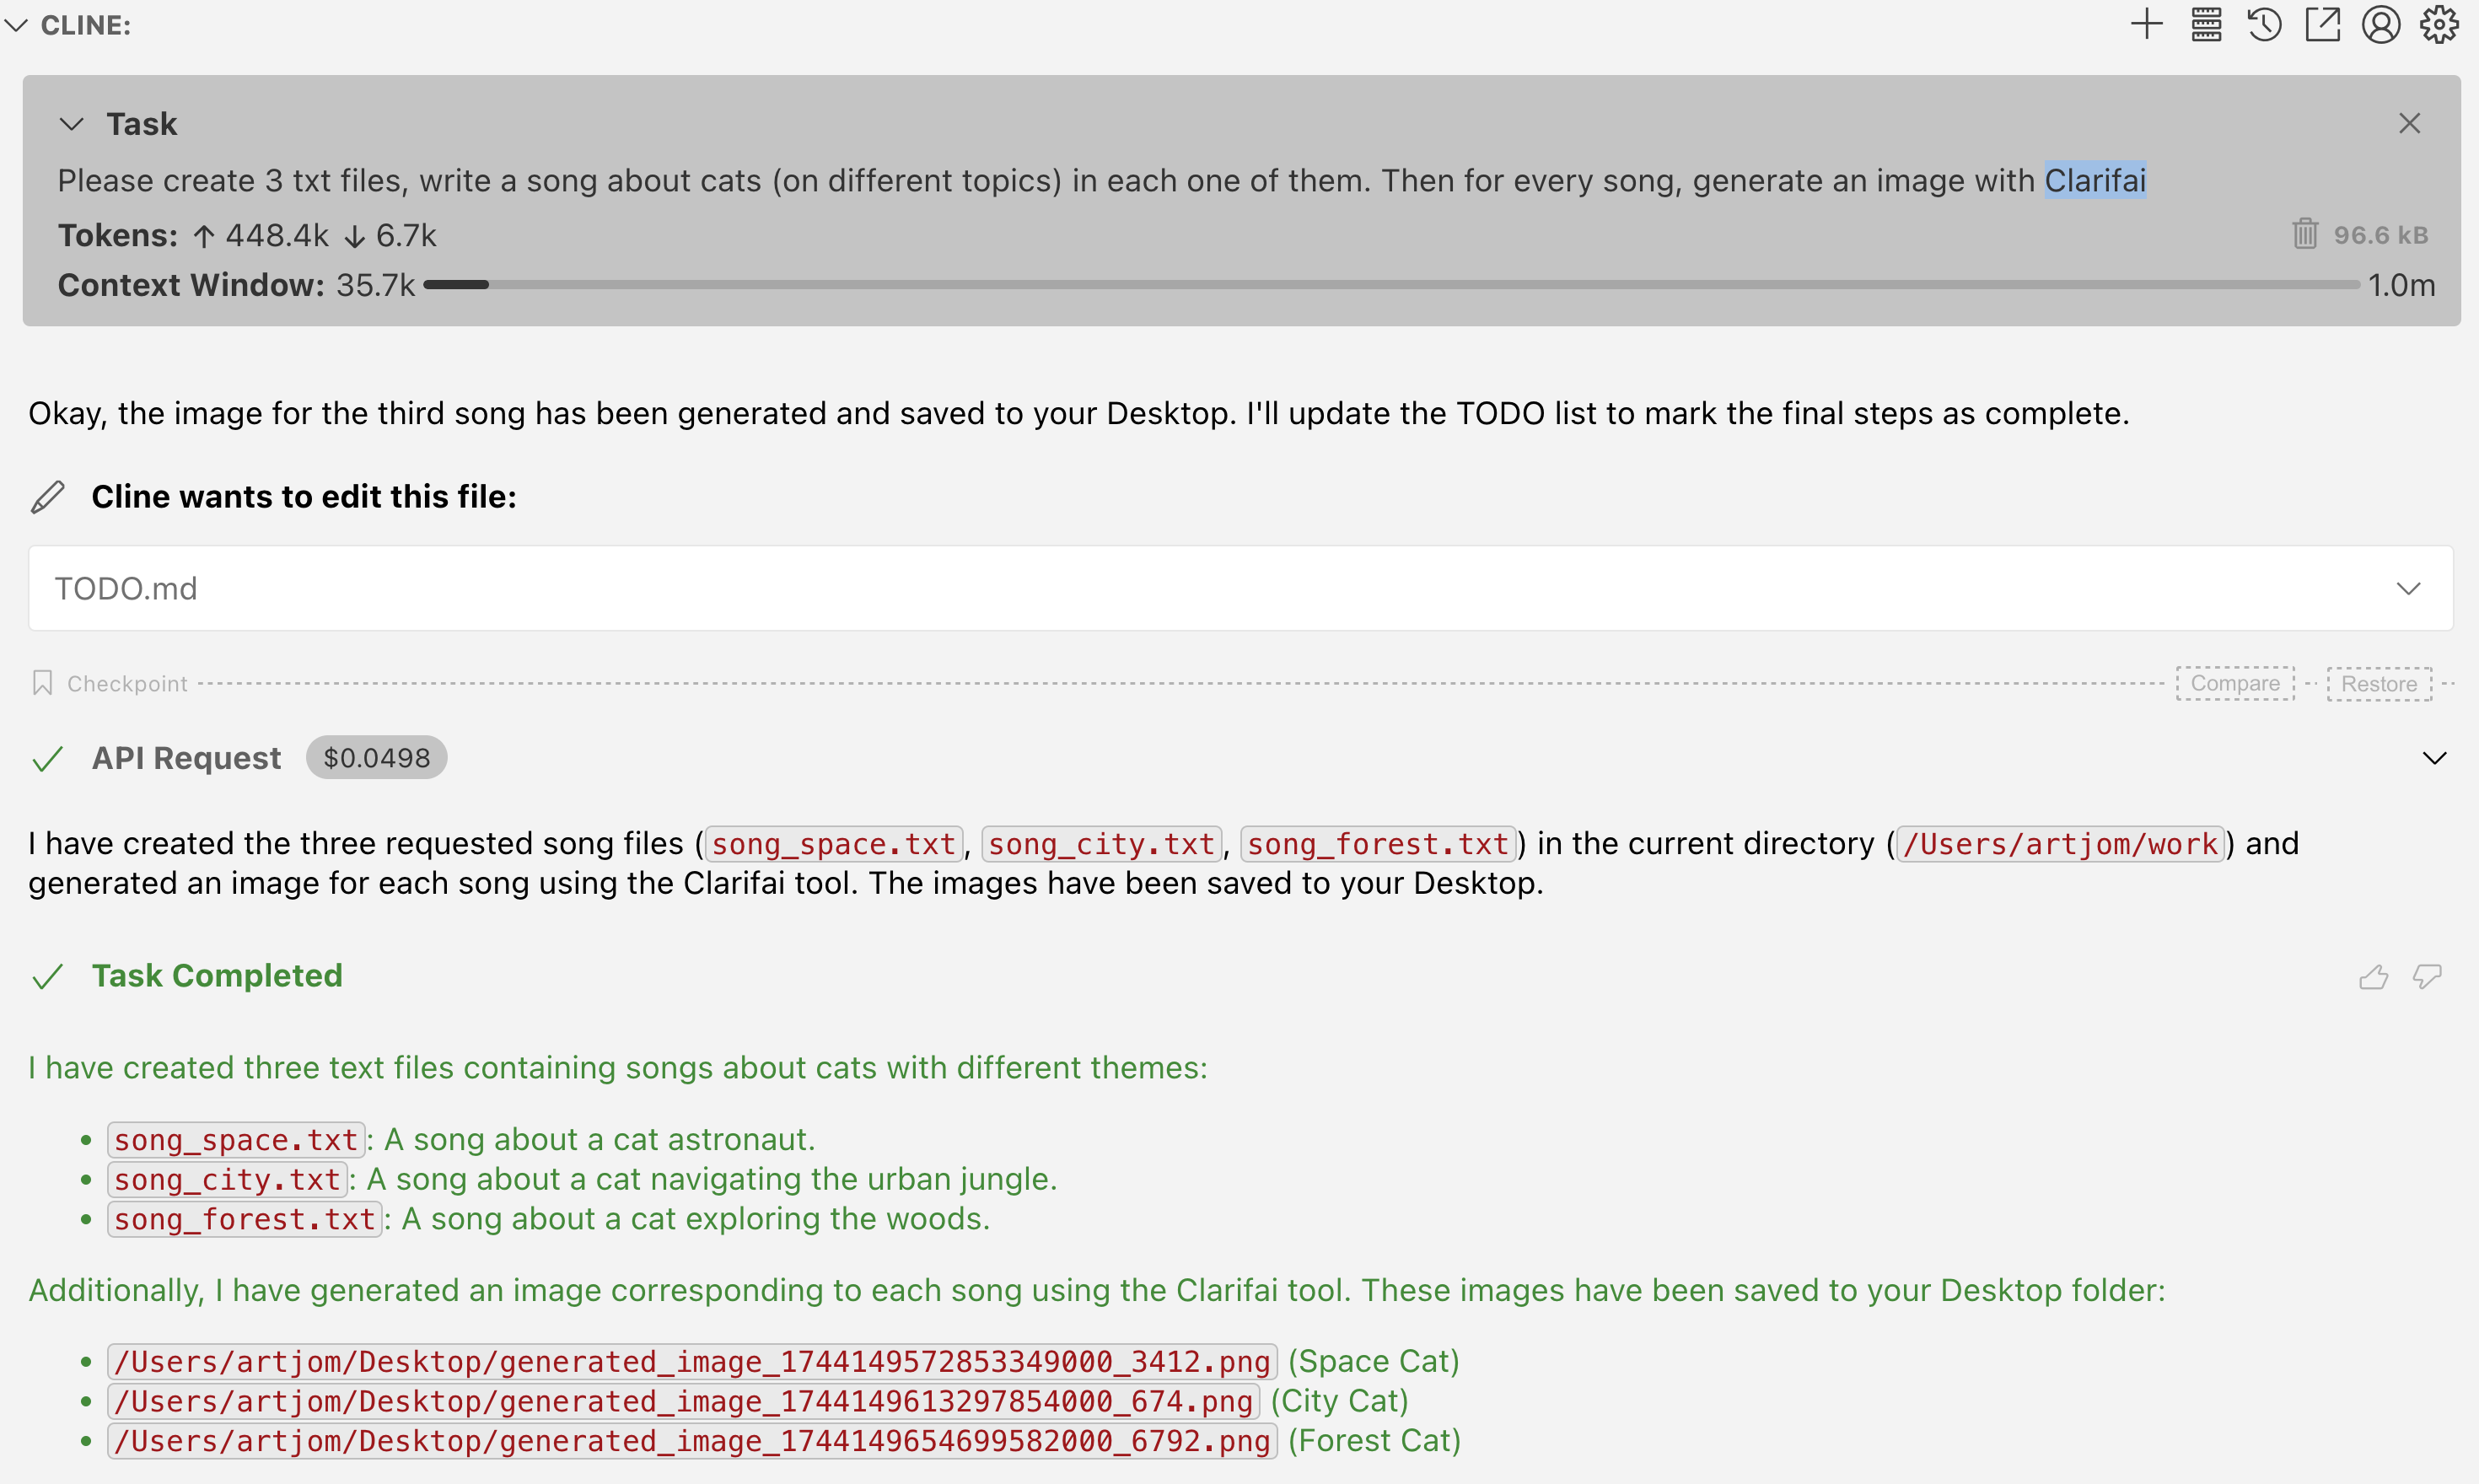 CLINE:
Task
Please create 3 txt files, write a song about cats (on different topics) in each one of them. Then for every song, generate an image with Clarifai
Tokens: ↑ 448.4k ↓ 6.7k
96.6 kB
Context Window: 35.7k 1.0m
Okay, the image for the third song has been generated and saved to your Desktop. I'll update the TODO list to mark the final steps as complete.
Cline wants to edit this file:
TODO.md
Checkpoint Compare Restore
API Request $0.0498
I have created the three requested song files (song_space.txt, song_city.txt, song_forest.txt) in the current directory (/Users/artjom/work) and
generated an image for each song using the Clarifai tool. The images have been saved to your Desktop.
Task Completed
I have created three text files containing songs about cats with different themes:
• song_space.txt: A song about a cat astronaut.
• song_city.txt: A song about a cat navigating the urban jungle.
• song_forest.txt: A song about a cat exploring the woods.
Additionally, I have generated an image corresponding to each song using the Clarifai tool. These images have been saved to your Desktop folder:
• /Users/artjom/Desktop/generated_image_1744149572853349000_3412.png (Space Cat)
• /Users/artjom/Desktop/generated_image_1744149613297854000_674.png (City Cat)
• /Users/artjom/Desktop/generated_image_1744149654699582000_6792.png (Forest Cat)